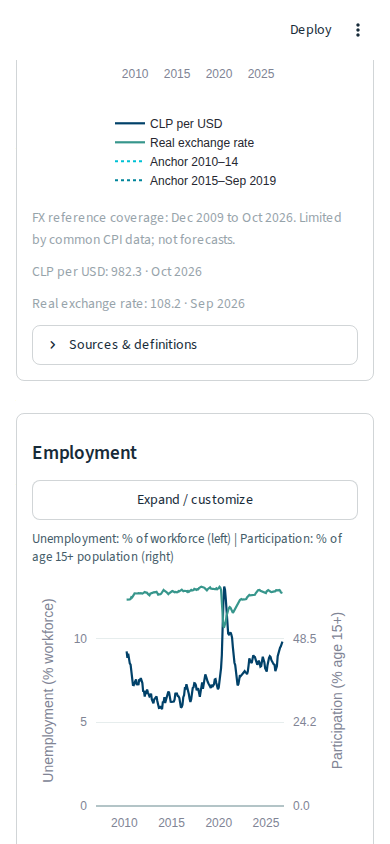 Deploy
2010 2015 2020 2025
CLP per USD
Real exchange rate
Anchor 2010–14
Anchor 2015–Sep 2019
FX reference coverage: Dec 2009 to Oct 2026. Limited
by common CPI data; not forecasts.
CLP per USD: 982.3 · Oct 2026
Real exchange rate: 108.2 · Sep 2026
Sources & definitions
Employment
Expand / customize
Unemployment: % of workforce (left) | Participation: % of
age 15+ population (right)
Unemployment (% workforce)
10
5
0
48.5
24.2
0.0
Participation (% age 15+)
2010 2015 2020 2025